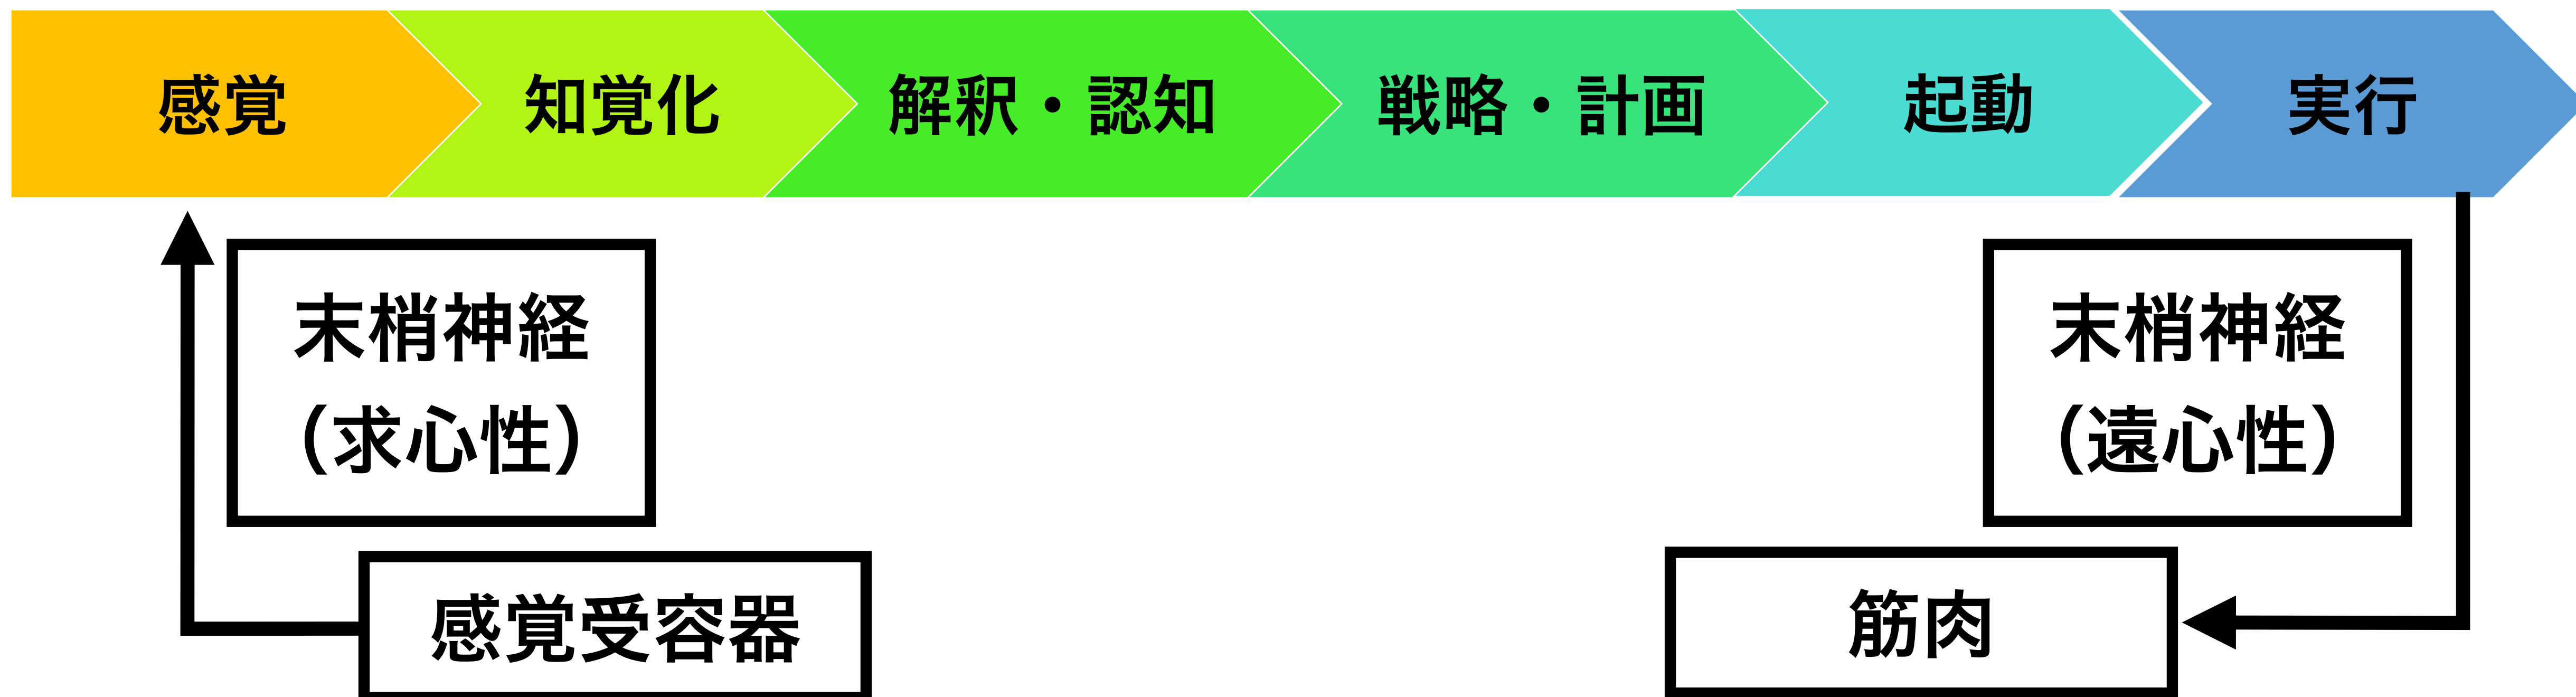 感覚
知覚化
解釈・認知
戦略・計画
起動
実行
末梢神経
（求心性）
末梢神経
（遠心性）
感覚受容器
筋肉